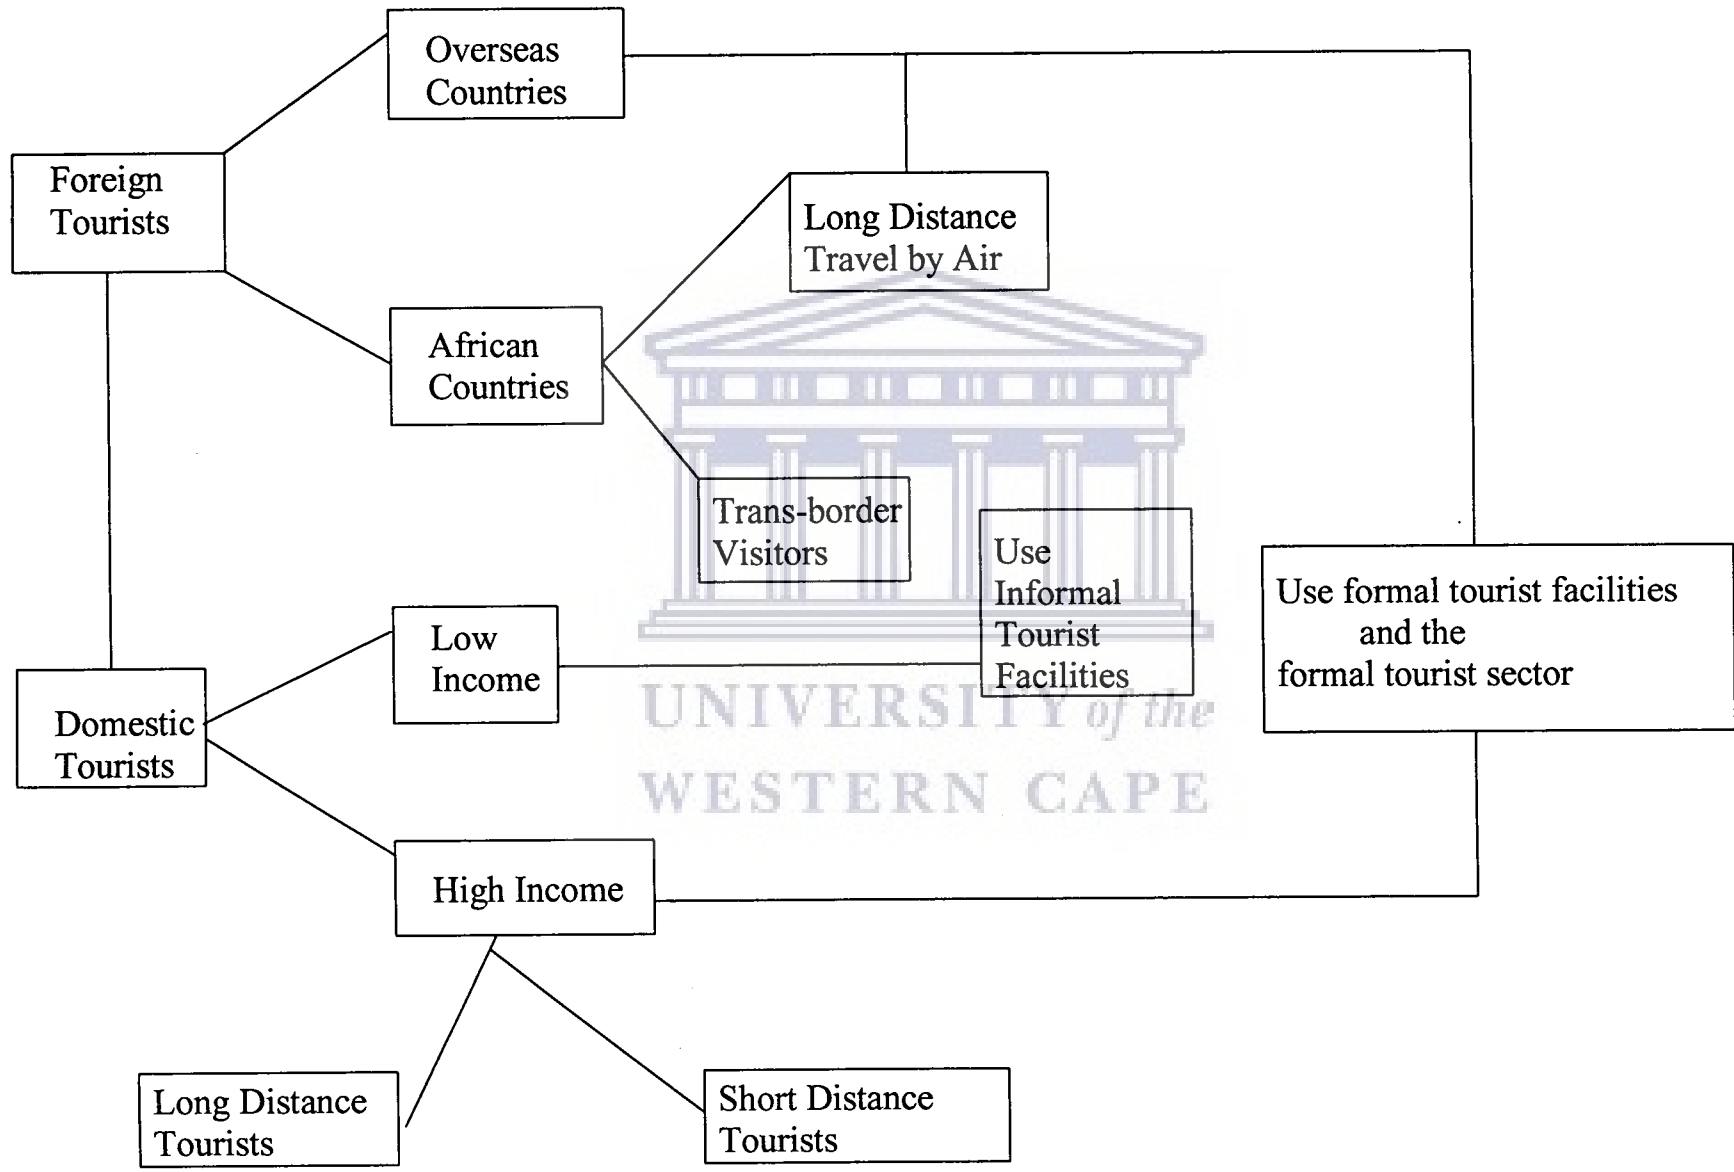 Overseas
Countries
Foreign
Tourists
Long Distance
Travel by Air
African
Countries
Trans-border
Visitors
Use
Informal
Tourist
Facilities
Use formal tourist facilities
and the
formal tourist sector
Low
Income
UNIVERSITY of the
WESTERN CAPE
Domestic
Tourists
High Income
Long Distance
Tourists
Short Distance
Tourists